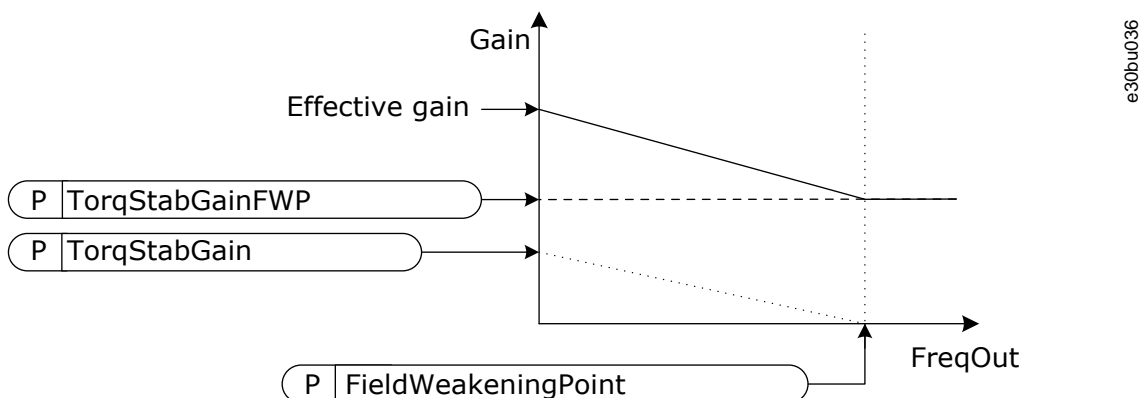 Gain
Effective gain
P TorqStabGainFWP
P TorqStabGain
FreqOut
P FieldWeakeningPoint
e30bu036